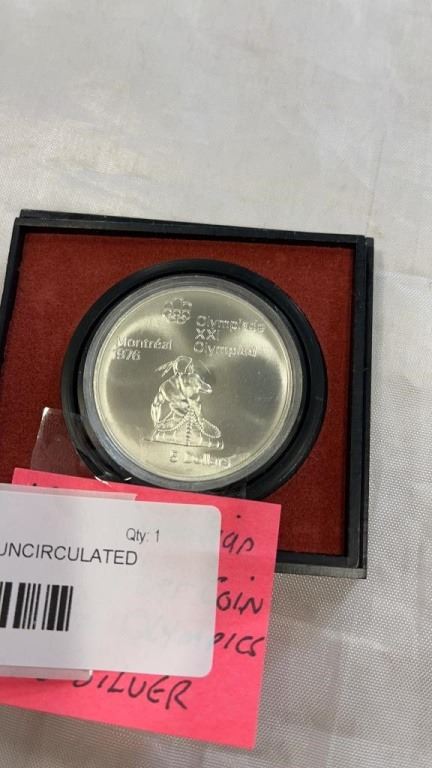 Olympiade
XXI
Olympiad
Montréal
1976
5 Dollars
Qty: 1
UNCIRCULATED
COIN
OLYMPICS
SILVER